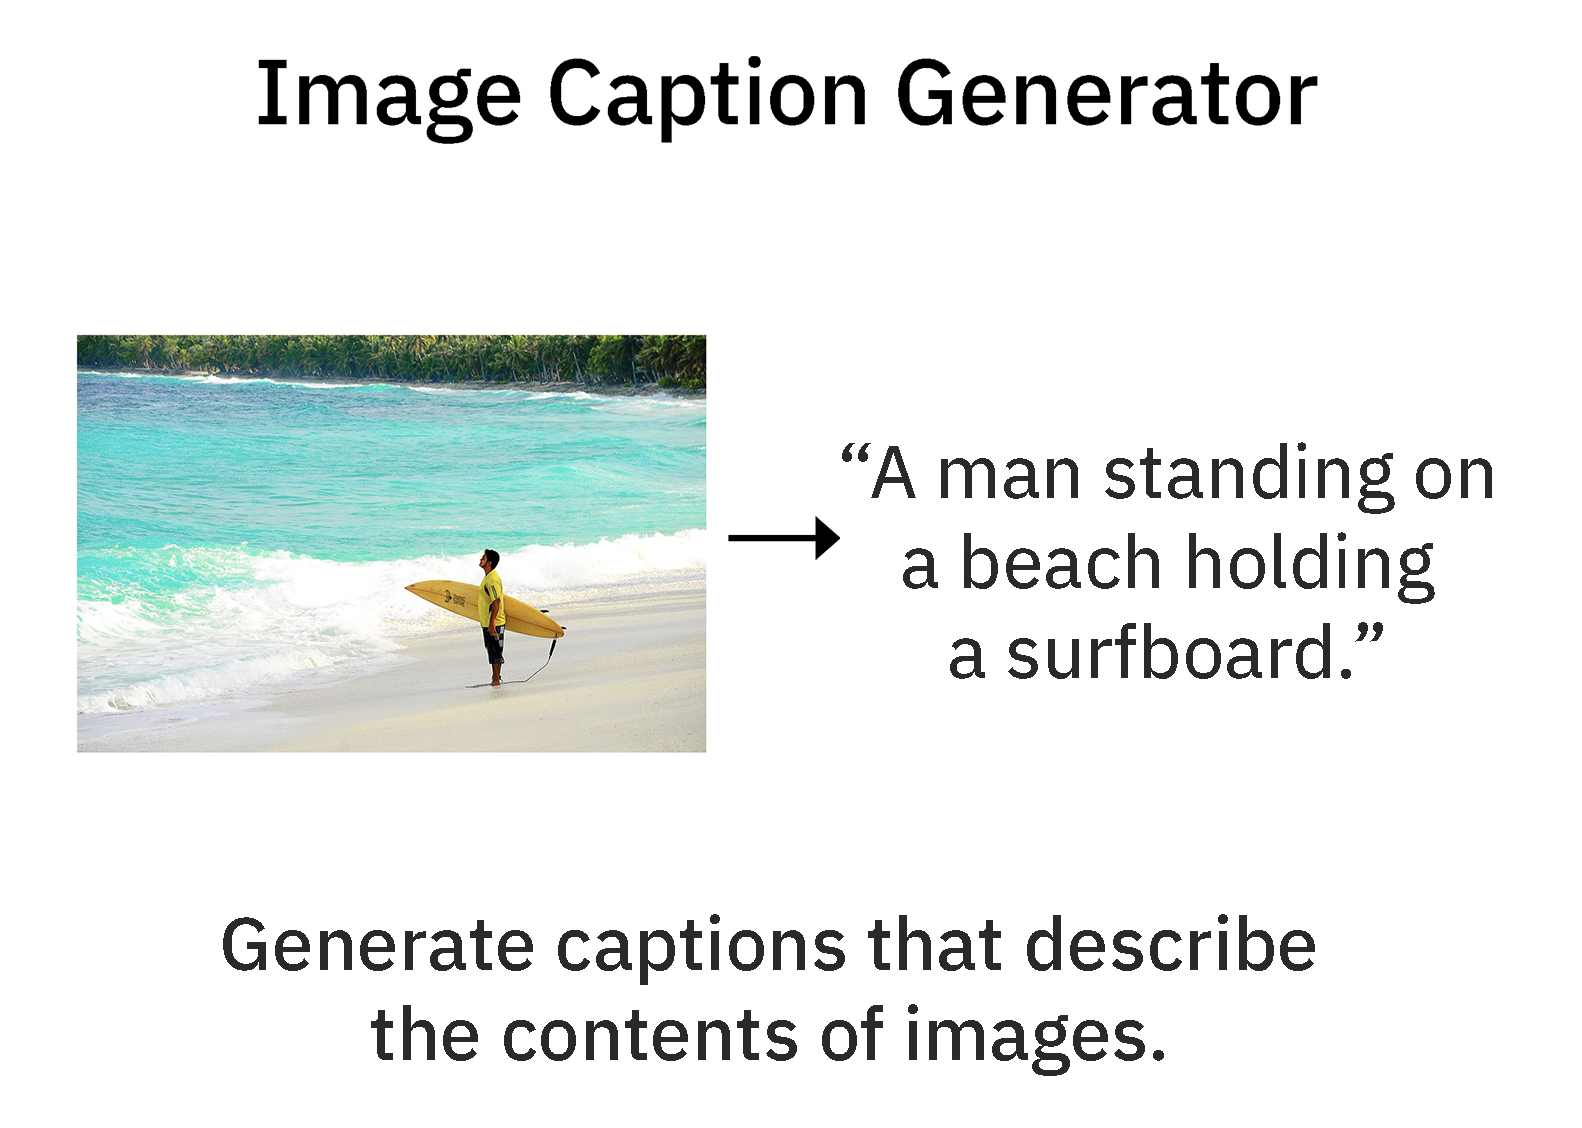 Image Caption Generator
“A man standing on
a beach holding
a surfboard.”
Generate captions that describe
the contents of images.